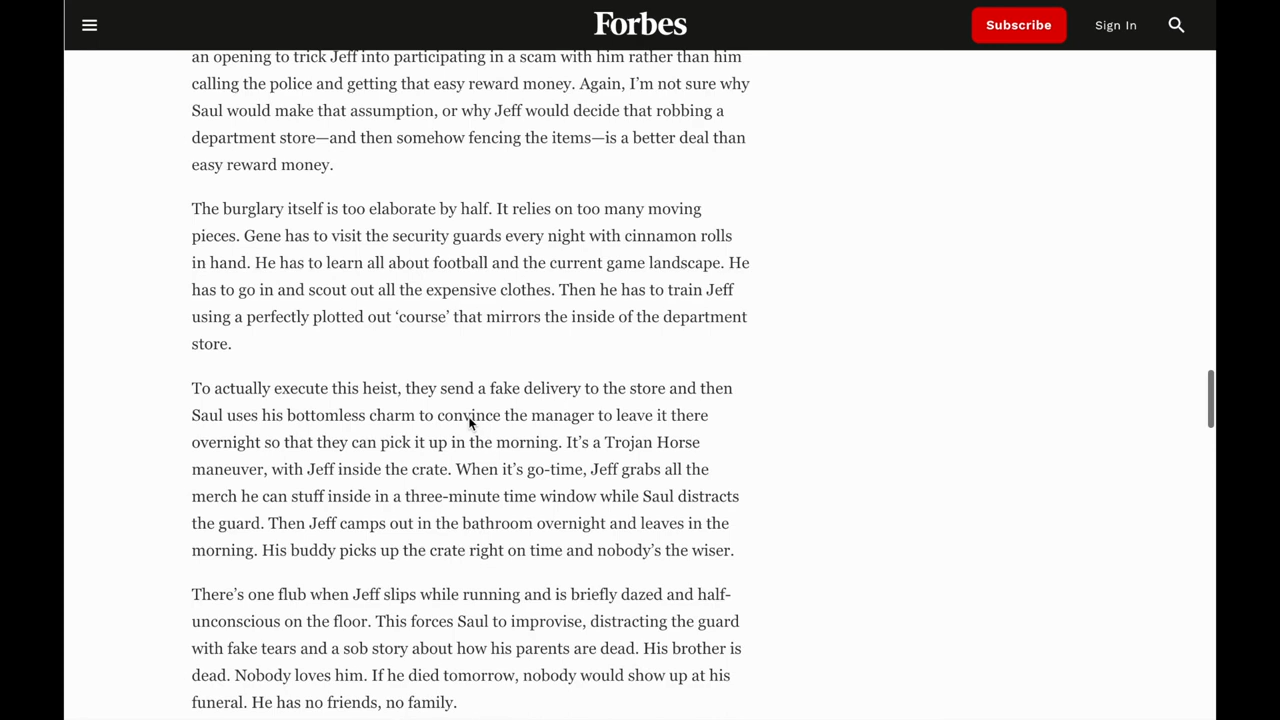 Forbes
Subscribe
Sign In
an opening to trick Jeff into participating in a scam with him rather than him
calling the police and getting that easy reward money. Again, I’m not sure why
Saul would make that assumption, or why Jeff would decide that robbing a
department store—and then somehow fencing the items—is a better deal than
easy reward money.
The burglary itself is too elaborate by half. It relies on too many moving
pieces. Gene has to visit the security guards every night with cinnamon rolls
in hand. He has to learn all about football and the current game landscape. He
has to go in and scout out all the expensive clothes. Then he has to train Jeff
using a perfectly plotted out ‘course’ that mirrors the inside of the department
store.
To actually execute this heist, they send a fake delivery to the store and then
Saul uses his bottomless charm to convince the manager to leave it there
overnight so that they can pick it up in the morning. It’s a Trojan Horse
maneuver, with Jeff inside the crate. When it’s go-time, Jeff grabs all the
merch he can stuff inside in a three-minute time window while Saul distracts
the guard. Then Jeff camps out in the bathroom overnight and leaves in the
morning. His buddy picks up the crate right on time and nobody’s the wiser.
There’s one flub when Jeff slips while running and is briefly dazed and half-
unconscious on the floor. This forces Saul to improvise, distracting the guard
with fake tears and a sob story about how his parents are dead. His brother is
dead. Nobody loves him. If he died tomorrow, nobody would show up at his
funeral. He has no friends, no family.